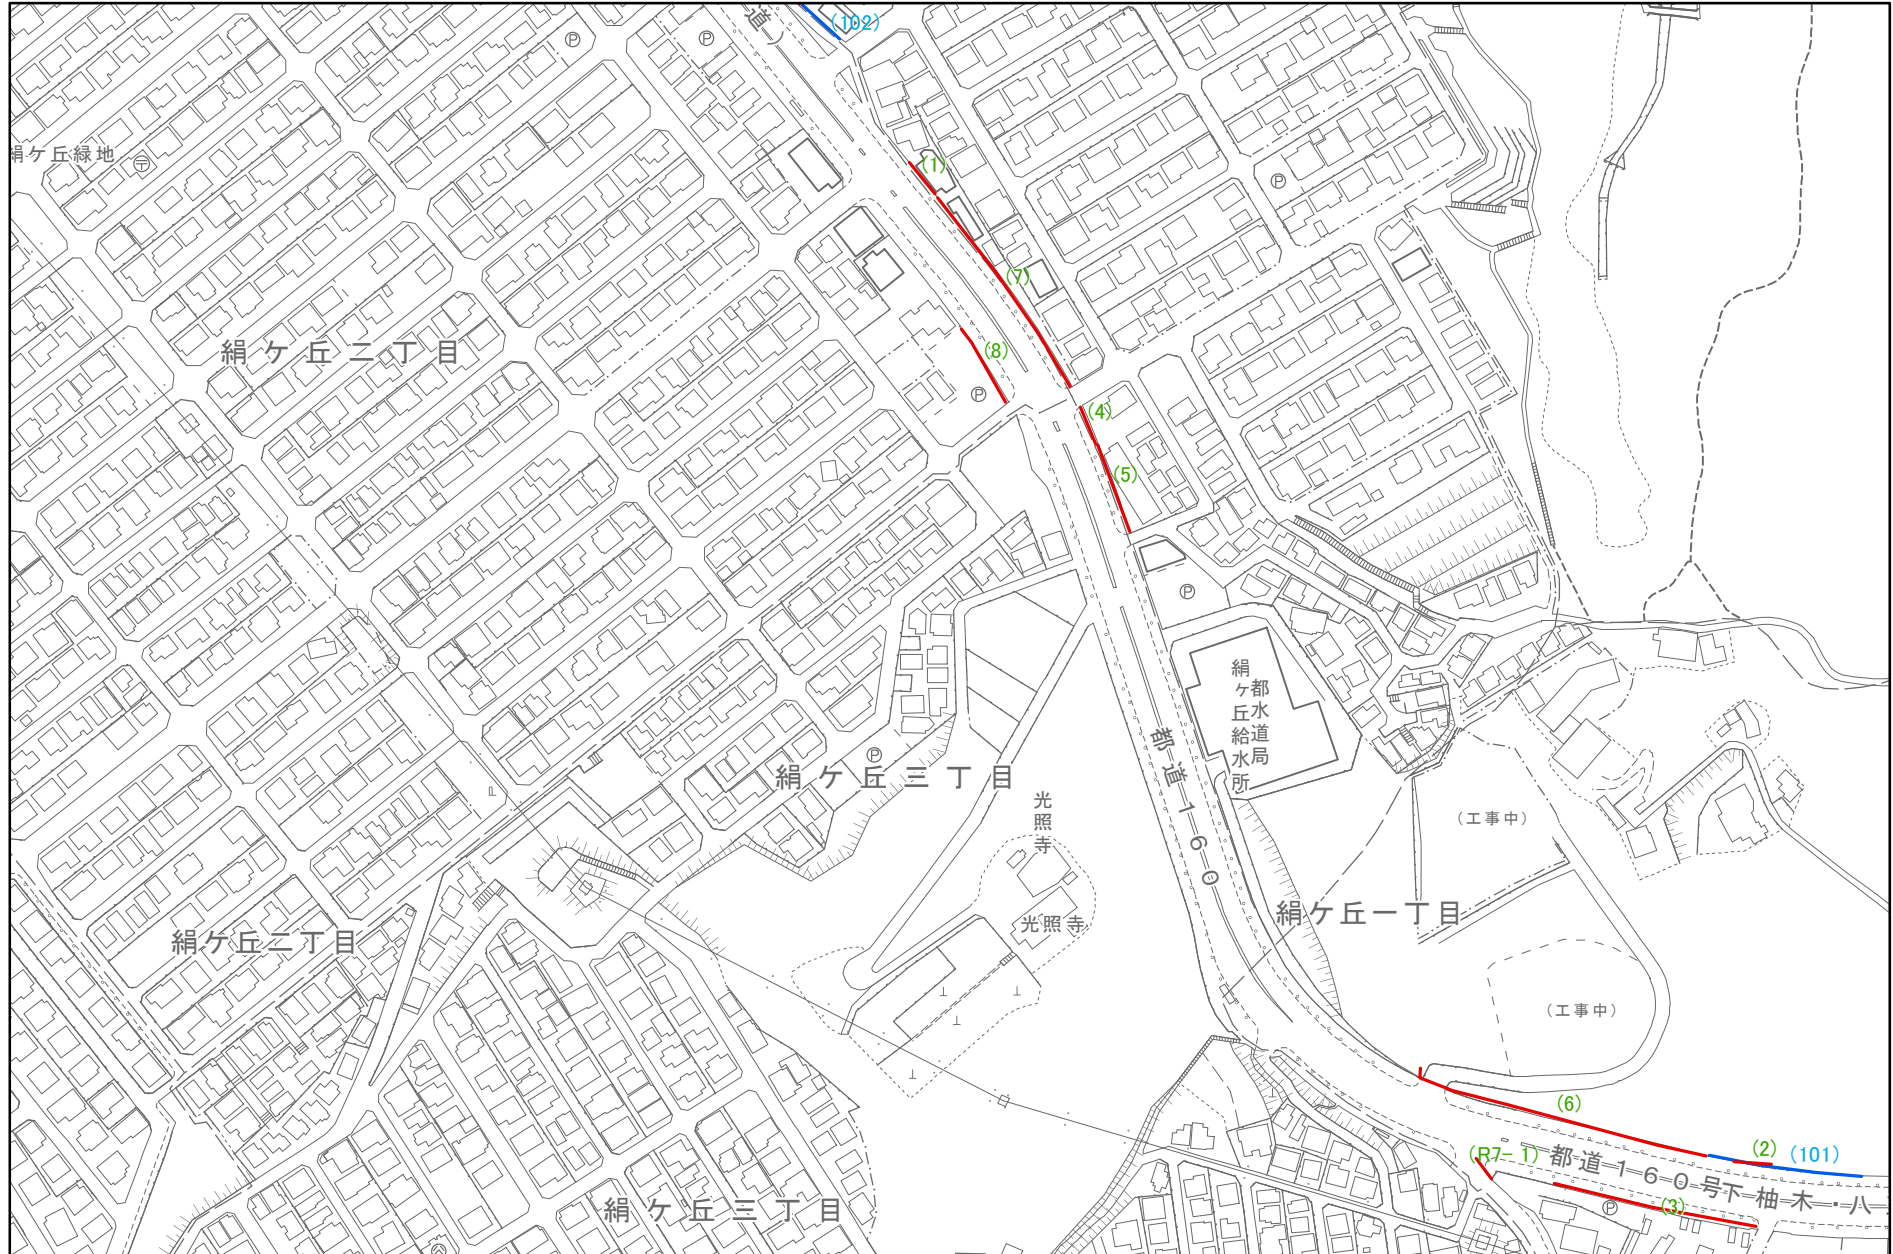 道)
(102)
Ⓟ
Ⓟ
絹ケ丘緑地
〶
(1)
Ⓟ
(7)
絹ケ丘二丁目
(8)
Ⓟ
(4)
(5)
Ⓟ
都水道局
絹ヶ丘給水所
都道160
Ⓟ
絹ケ丘三丁目
光照寺
(工事中)
絹ケ丘一丁目
光照寺
絹ケ丘二丁目
(工事中)
(6)
(2)
(101)
(R7-1)
都道160号下柚木・八
Ⓟ
(3)
絹ケ丘三丁目